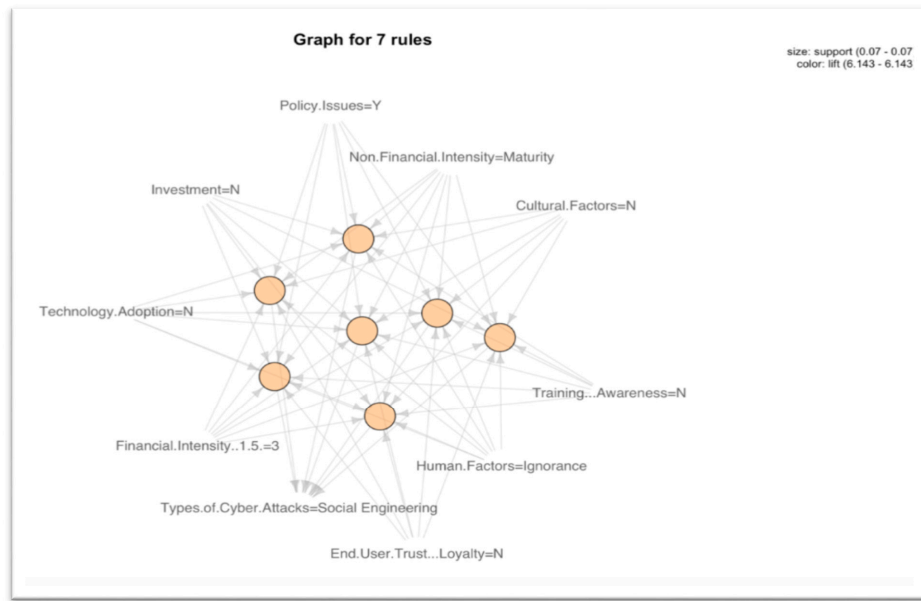 Graph for 7 rules
size: support (0.07 - 0.07
color: lift (6.143 - 6.143
Policy.Issues=Y
Non.Financial.Intensity=Maturity
Investment=N
Cultural.Factors=N
Technology.Adoption=N
Training...Awareness=N
Financial.Intensity..1.5.=3
Human.Factors=Ignorance
Types.of.Cyber.Attacks=Social Engineering
End.User.Trust...Loyalty=N